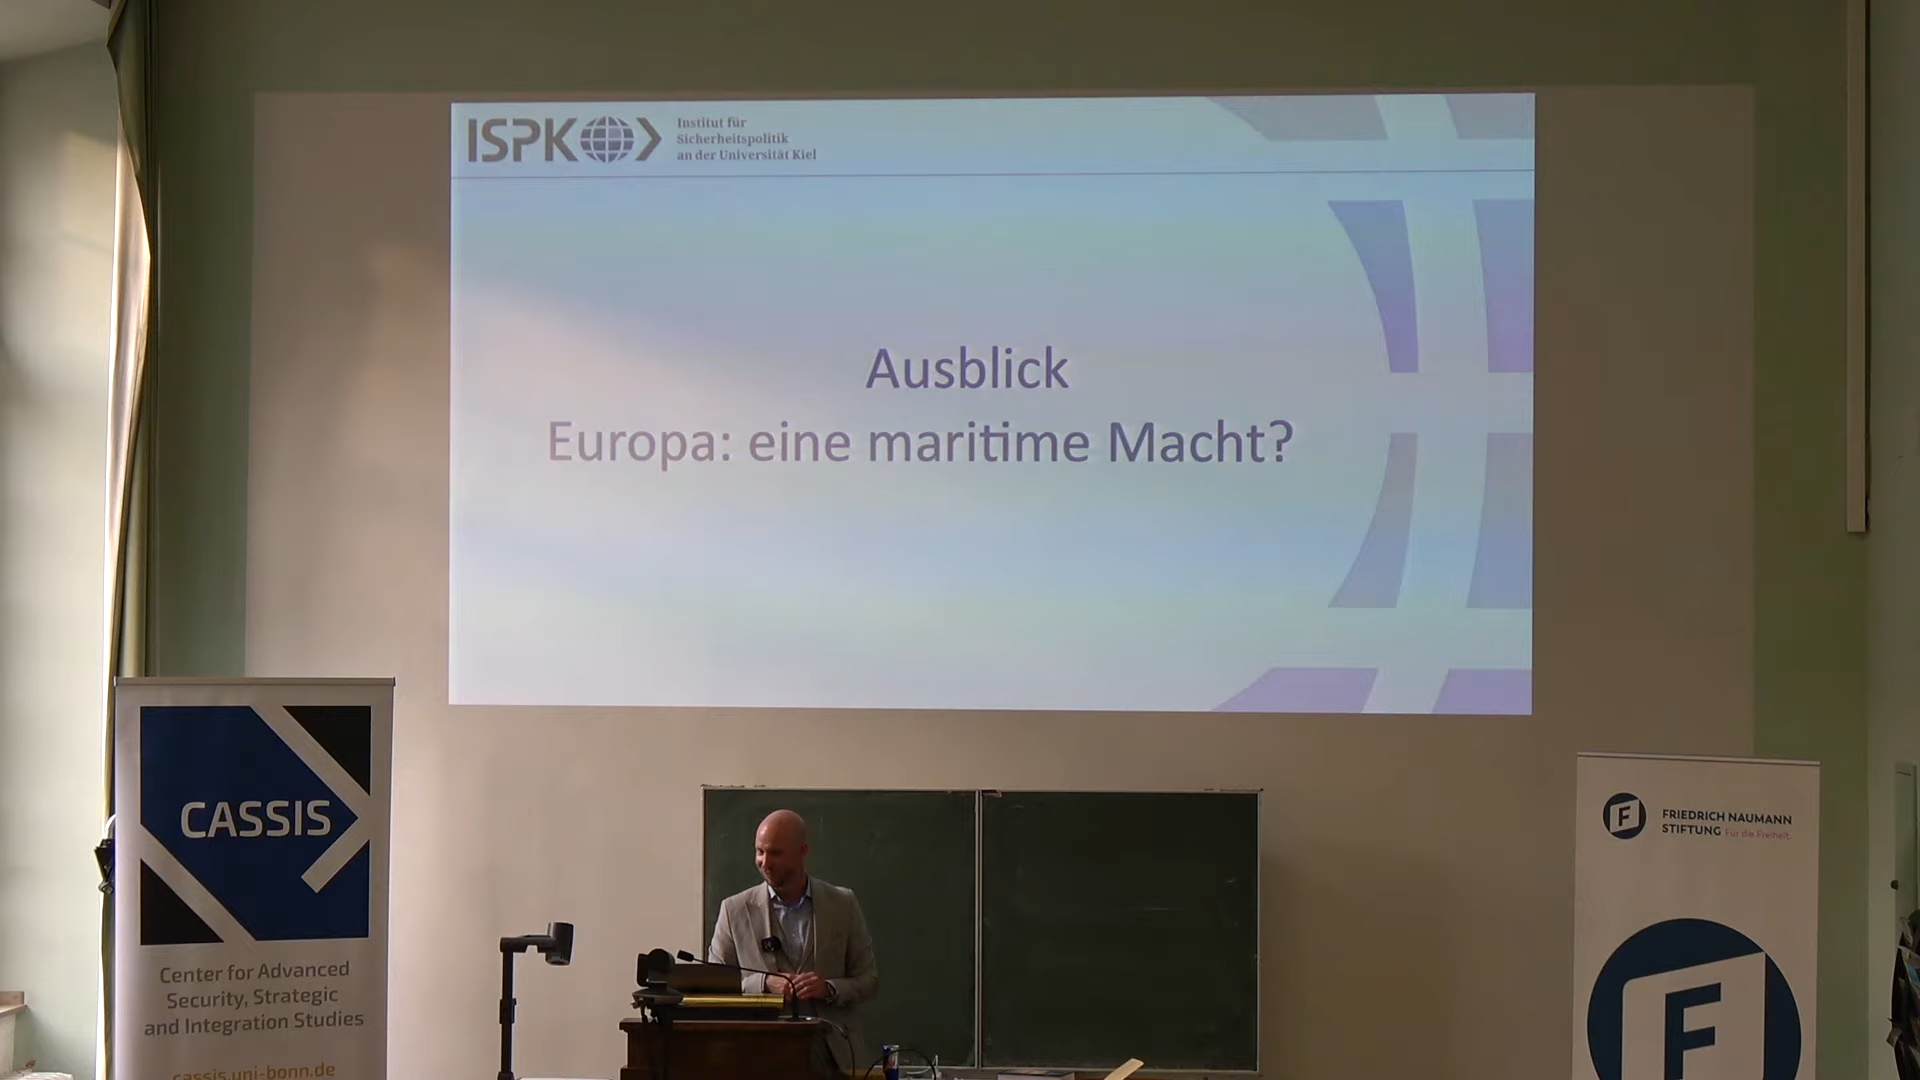 ISPK
Institut für
Sicherheitspolitik
an der Universität Kiel
Ausblick
Europa: eine maritime Macht?
CASSIS
Center for Advanced
Security, Strategic
and Integration Studies
cassis.uni-bonn.de
F FRIEDRICH NAUMANN
STIFTUNG Für die Freiheit.
F